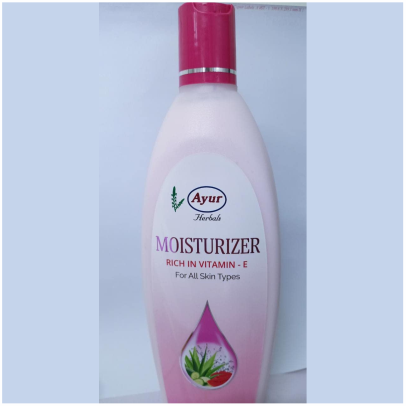 Ayur
Herbals
MOISTURIZER
RICH IN VITAMIN - E
For All Skin Types